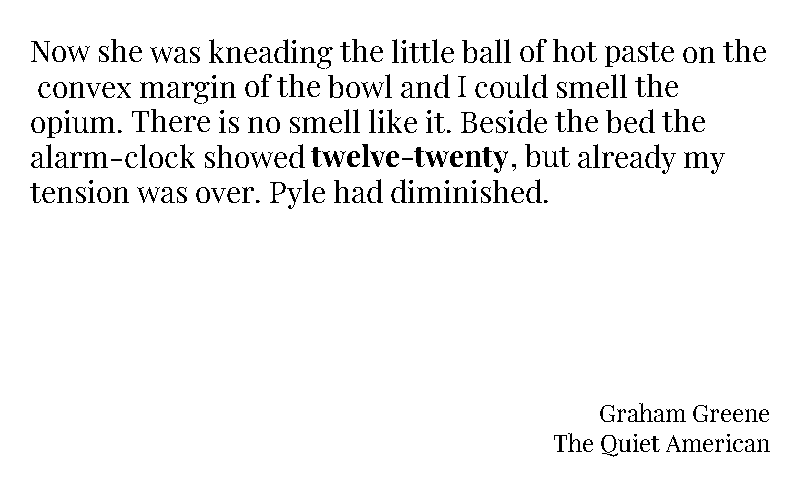 Now she was kneading the little ball of hot paste on the
convex margin of the bowl and I could smell the
opium. There is no smell like it. Beside the bed the
alarm-clock showed twelve-twenty, but already my
tension was over. Pyle had diminished.
Graham Greene
The Quiet American